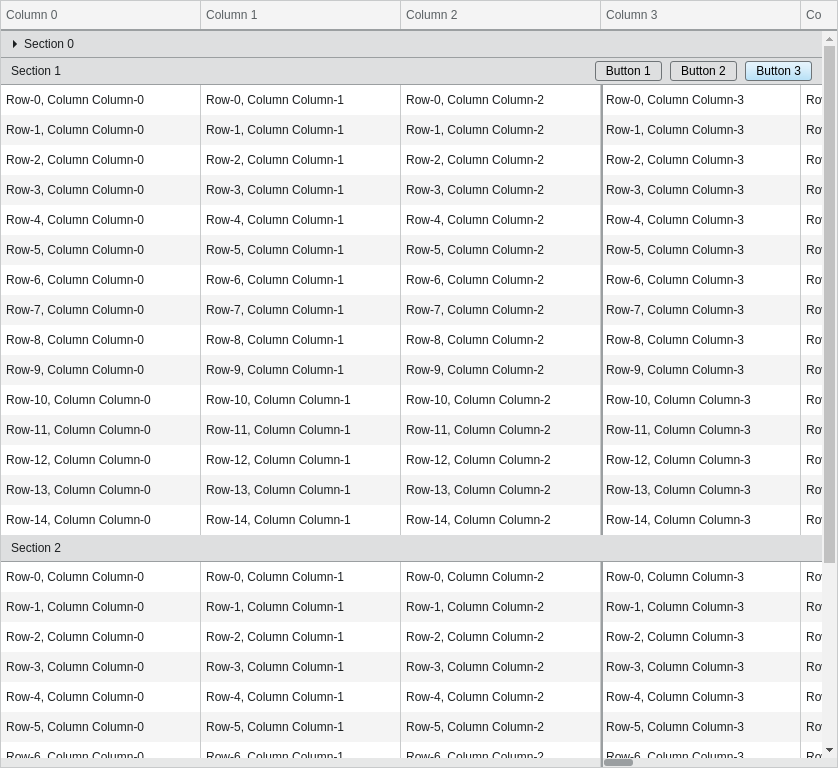 Column 0 Column 1 Column 2 Column 3 Co
Section 0
Section 1 Button 1 Button 2 Button 3
Row-0, Column Column-0 Row-0, Column Column-1 Row-0, Column Column-2 Row-0, Column Column-3 Ro
Row-1, Column Column-0 Row-1, Column Column-1 Row-1, Column Column-2 Row-1, Column Column-3 Ro
Row-2, Column Column-0 Row-2, Column Column-1 Row-2, Column Column-2 Row-2, Column Column-3 Ro
Row-3, Column Column-0 Row-3, Column Column-1 Row-3, Column Column-2 Row-3, Column Column-3 Ro
Row-4, Column Column-0 Row-4, Column Column-1 Row-4, Column Column-2 Row-4, Column Column-3 Ro
Row-5, Column Column-0 Row-5, Column Column-1 Row-5, Column Column-2 Row-5, Column Column-3 Ro
Row-6, Column Column-0 Row-6, Column Column-1 Row-6, Column Column-2 Row-6, Column Column-3 Ro
Row-7, Column Column-0 Row-7, Column Column-1 Row-7, Column Column-2 Row-7, Column Column-3 Ro
Row-8, Column Column-0 Row-8, Column Column-1 Row-8, Column Column-2 Row-8, Column Column-3 Ro
Row-9, Column Column-0 Row-9, Column Column-1 Row-9, Column Column-2 Row-9, Column Column-3 Ro
Row-10, Column Column-0 Row-10, Column Column-1 Row-10, Column Column-2 Row-10, Column Column-3 Ro
Row-11, Column Column-0 Row-11, Column Column-1 Row-11, Column Column-2 Row-11, Column Column-3 Ro
Row-12, Column Column-0 Row-12, Column Column-1 Row-12, Column Column-2 Row-12, Column Column-3 Ro
Row-13, Column Column-0 Row-13, Column Column-1 Row-13, Column Column-2 Row-13, Column Column-3 Ro
Row-14, Column Column-0 Row-14, Column Column-1 Row-14, Column Column-2 Row-14, Column Column-3 Ro
Section 2
Row-0, Column Column-0 Row-0, Column Column-1 Row-0, Column Column-2 Row-0, Column Column-3 Ro
Row-1, Column Column-0 Row-1, Column Column-1 Row-1, Column Column-2 Row-1, Column Column-3 Ro
Row-2, Column Column-0 Row-2, Column Column-1 Row-2, Column Column-2 Row-2, Column Column-3 Ro
Row-3, Column Column-0 Row-3, Column Column-1 Row-3, Column Column-2 Row-3, Column Column-3 Ro
Row-4, Column Column-0 Row-4, Column Column-1 Row-4, Column Column-2 Row-4, Column Column-3 Ro
Row-5, Column Column-0 Row-5, Column Column-1 Row-5, Column Column-2 Row-5, Column Column-3 Ro
Row-6, Column Column-0 Row-6, Column Column-1 Row-6, Column Column-2 Row-6, Column Column-3 Ro